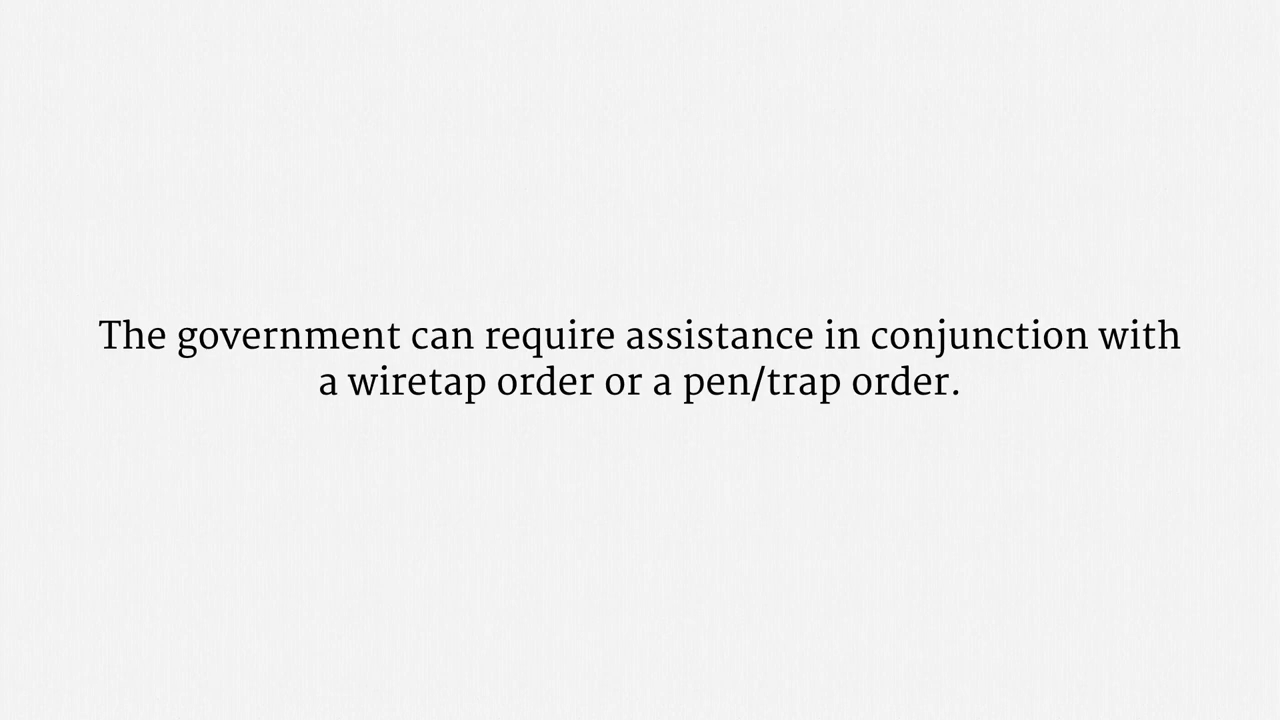 The government can require assistance in conjunction with
a wiretap order or a pen/trap order.